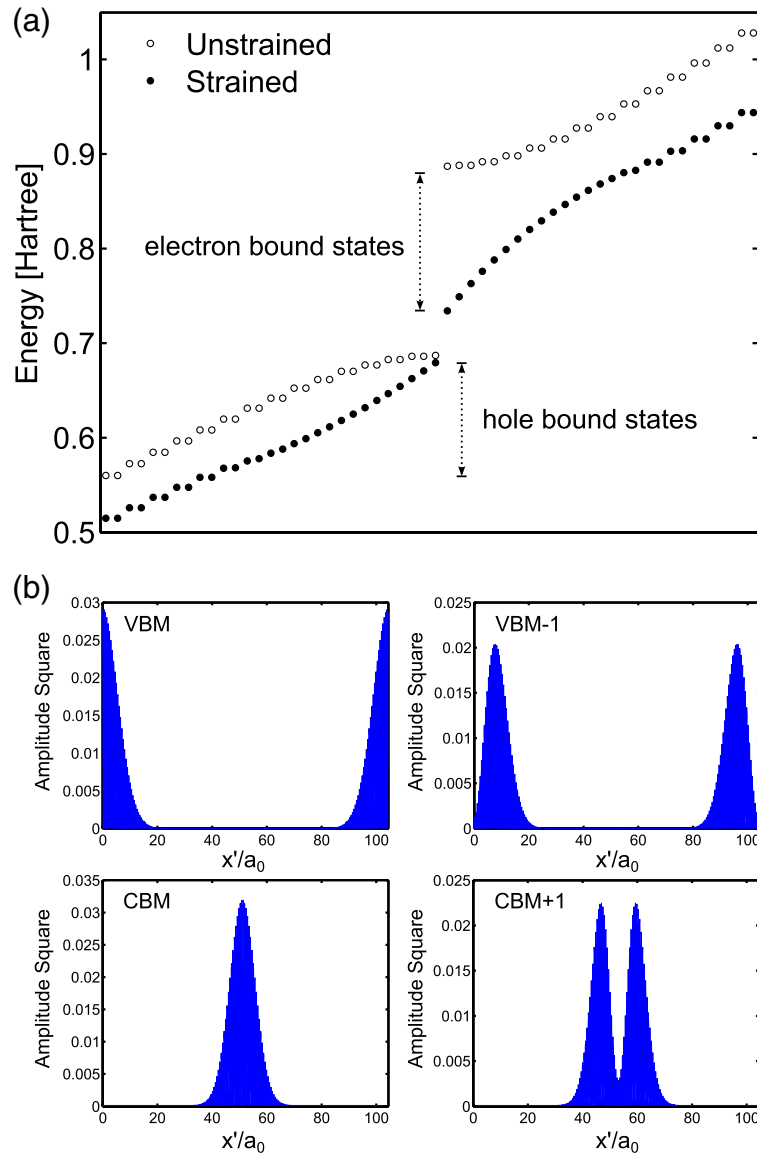 (a)
Unstrained
Strained
Energy [Hartree]
1
0.9
0.8
0.7
0.6
0.5
electron bound states
hole bound states
(b)
VBM
Amplitude Square
0.03
0.025
0.02
0.015
0.01
0.005
0
0 20 40 60 80 100
x'/a0
VBM-1
Amplitude Square
0.025
0.02
0.015
0.01
0.005
0
0 20 40 60 80 100
x'/a0
CBM
Amplitude Square
0.035
0.03
0.025
0.02
0.015
0.01
0.005
0
0 20 40 60 80 100
x'/a0
CBM+1
Amplitude Square
0.025
0.02
0.015
0.01
0.005
0
0 20 40 60 80 100
x'/a0